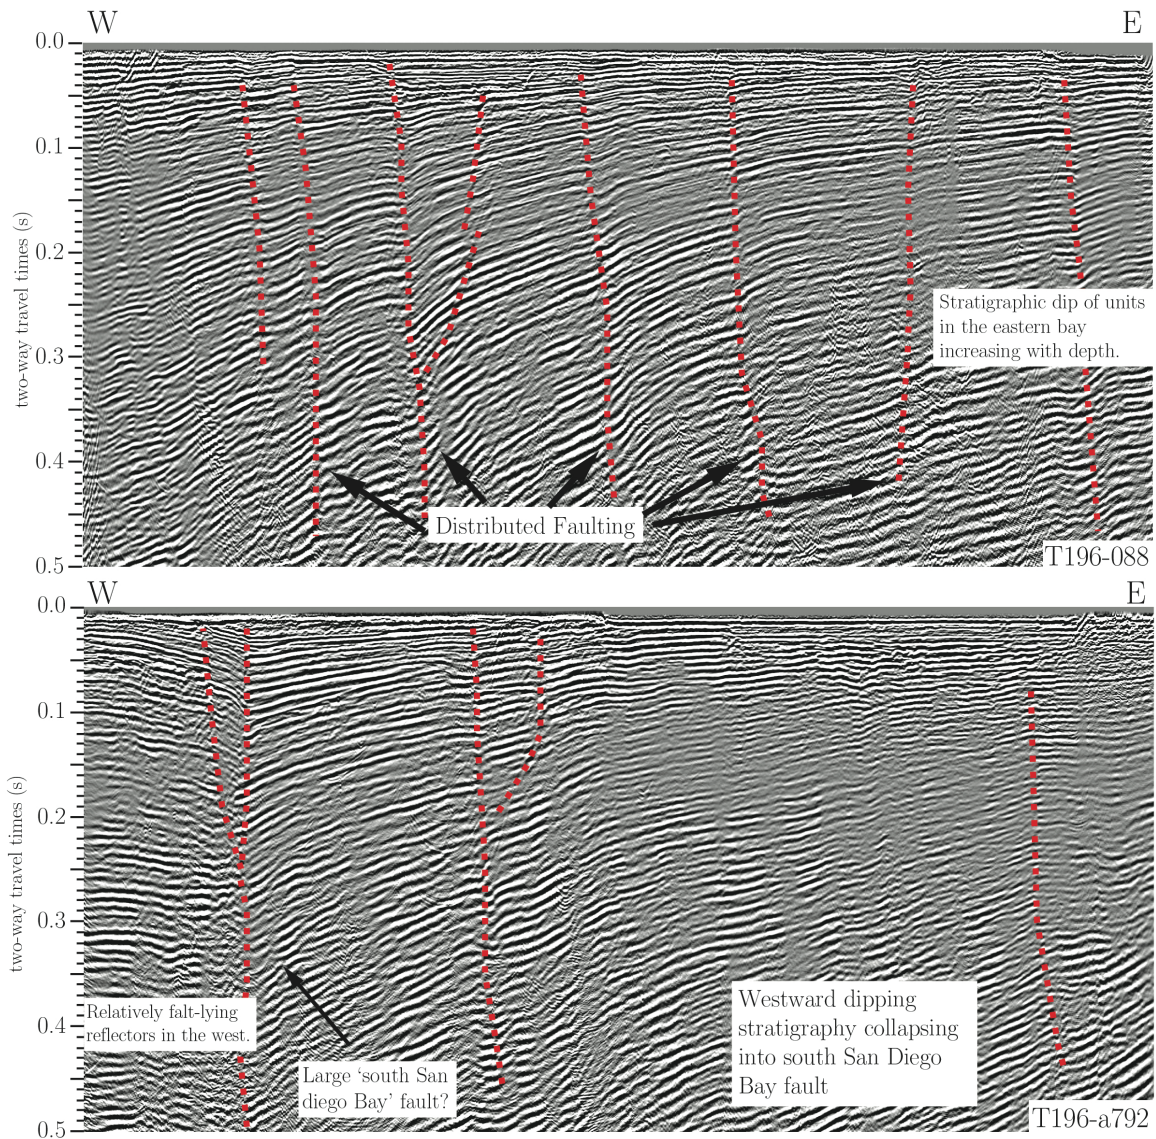 W
E
0.0
0.1
0.2
0.3
0.4
0.5
two-way travel times (s)
Stratigraphic dip of units
in the eastern bay
increasing with depth.
Distributed Faulting
T196-088
W
E
0.0
0.1
0.2
0.3
0.4
0.5
two-way travel times (s)
Relatively falt-lying
reflectors in the west.
Large ‘south San
diego Bay’ fault?
Westward dipping
stratigraphy collapsing
into south San Diego
Bay fault
T196-a792